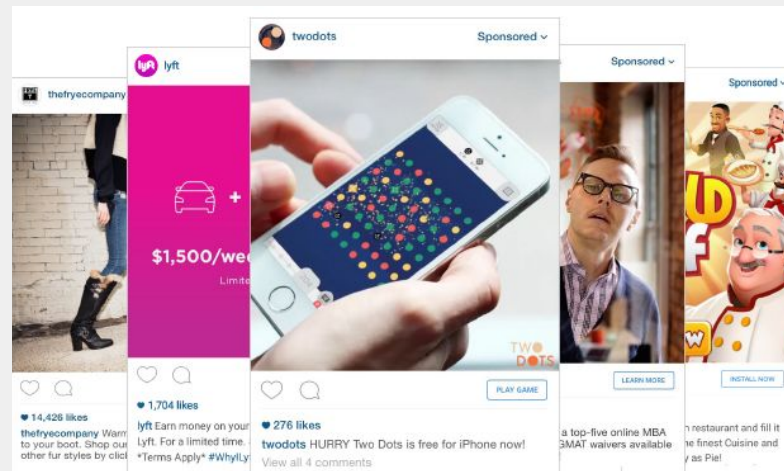 thefryecompany
14,426 likes
thefryecompany Warm
to your boot. Shop our
other fur styles by click
lyft
lyft
$1,500/wee
Limite
1,704 likes
lyft Earn money on your
Lyft. For a limited time.
*Terms Apply* #WhyILy
twodots
Sponsored
TWO
DOTS
PLAY GAME
276 likes
twodots HURRY Two Dots is free for iPhone now!
View all 4 comments
Sponsored
LEARN MORE
a top-five online MBA
GMAT waivers available
Sponsored
INSTALL NOW
n restaurant and fill it
e finest Cuisine and
y as Pie!